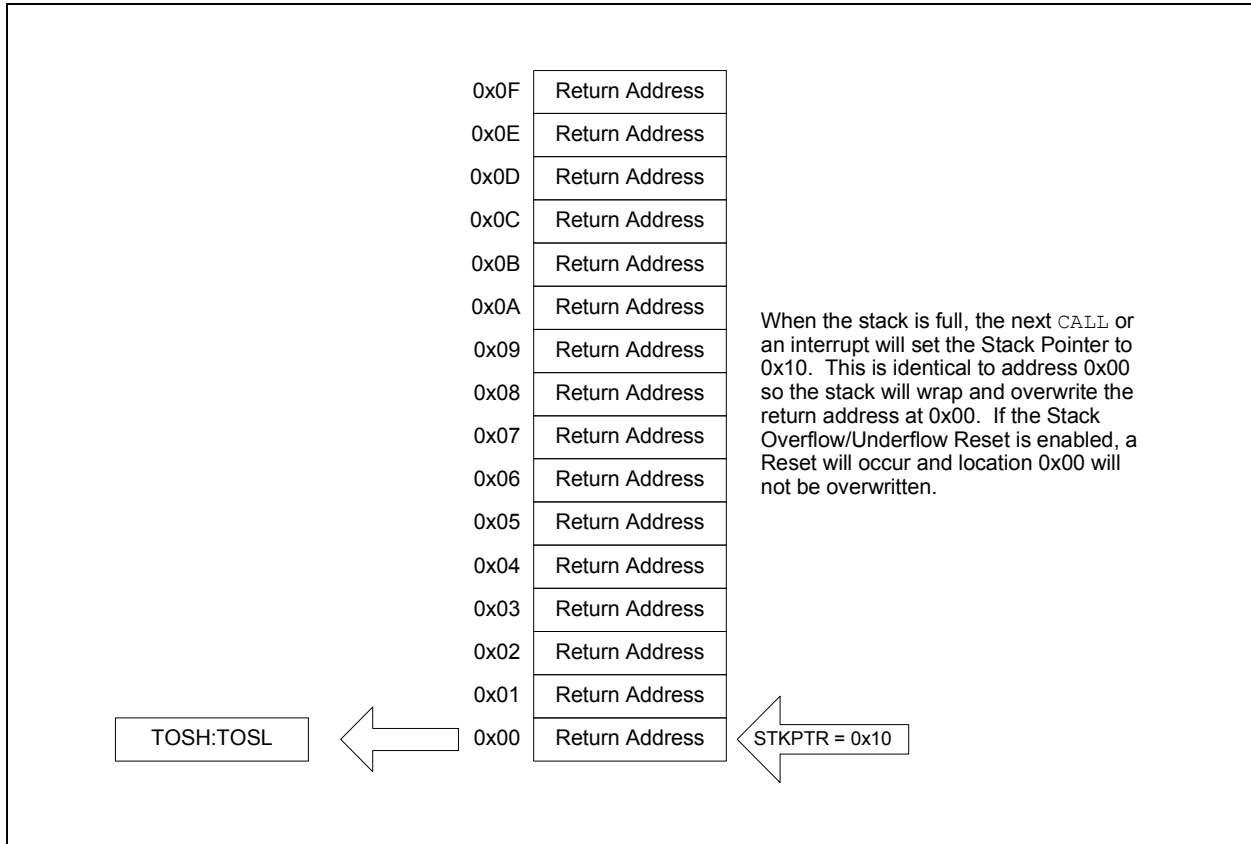 0x0F Return Address
0x0E Return Address
0x0D Return Address
0x0C Return Address
0x0B Return Address
0x0A Return Address
0x09 Return Address
0x08 Return Address
0x07 Return Address
0x06 Return Address
0x05 Return Address
0x04 Return Address
0x03 Return Address
0x02 Return Address
0x01 Return Address
TOSH:TOSL 0x00 Return Address STKPTR = 0x10
When the stack is full, the next CALL or
an interrupt will set the Stack Pointer to
0x10. This is identical to address 0x00
so the stack will wrap and overwrite the
return address at 0x00. If the Stack
Overflow/Underflow Reset is enabled, a
Reset will occur and location 0x00 will
not be overwritten.